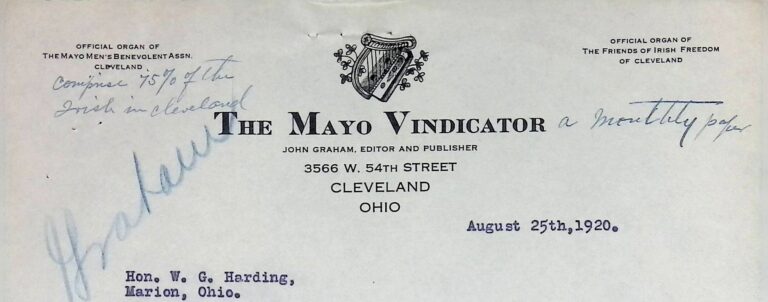 OFFICIAL ORGAN OF
THE MAYO MEN'S BENEVOLENT ASSN.
CLEVELAND
comprise 75% of the
Irish in cleveland
OFFICIAL ORGAN OF
THE FRIENDS OF IRISH FREEDOM
OF CLEVELAND
THE MAYO VINDICATOR a monthly paper
JOHN GRAHAM, EDITOR AND PUBLISHER
3566 W. 54TH STREET
CLEVELAND
OHIO
Graham
August 25th,1920.
Hon. W. G. Harding,
Marion, Ohio.